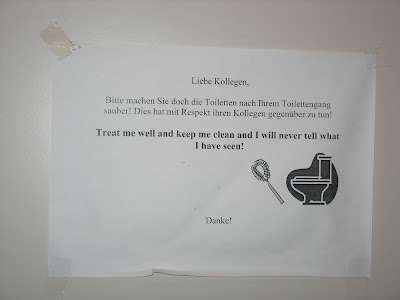 Liebe Kollegen,
Bitte machen Sie doch die Toiletten nach Ihrem Toilettengang
sauber! Dies hat mit Respekt ihren Kollegen gegenüber zu tun!
Treat me well and keep me clean and I will never tell what
I have seen!
Danke!